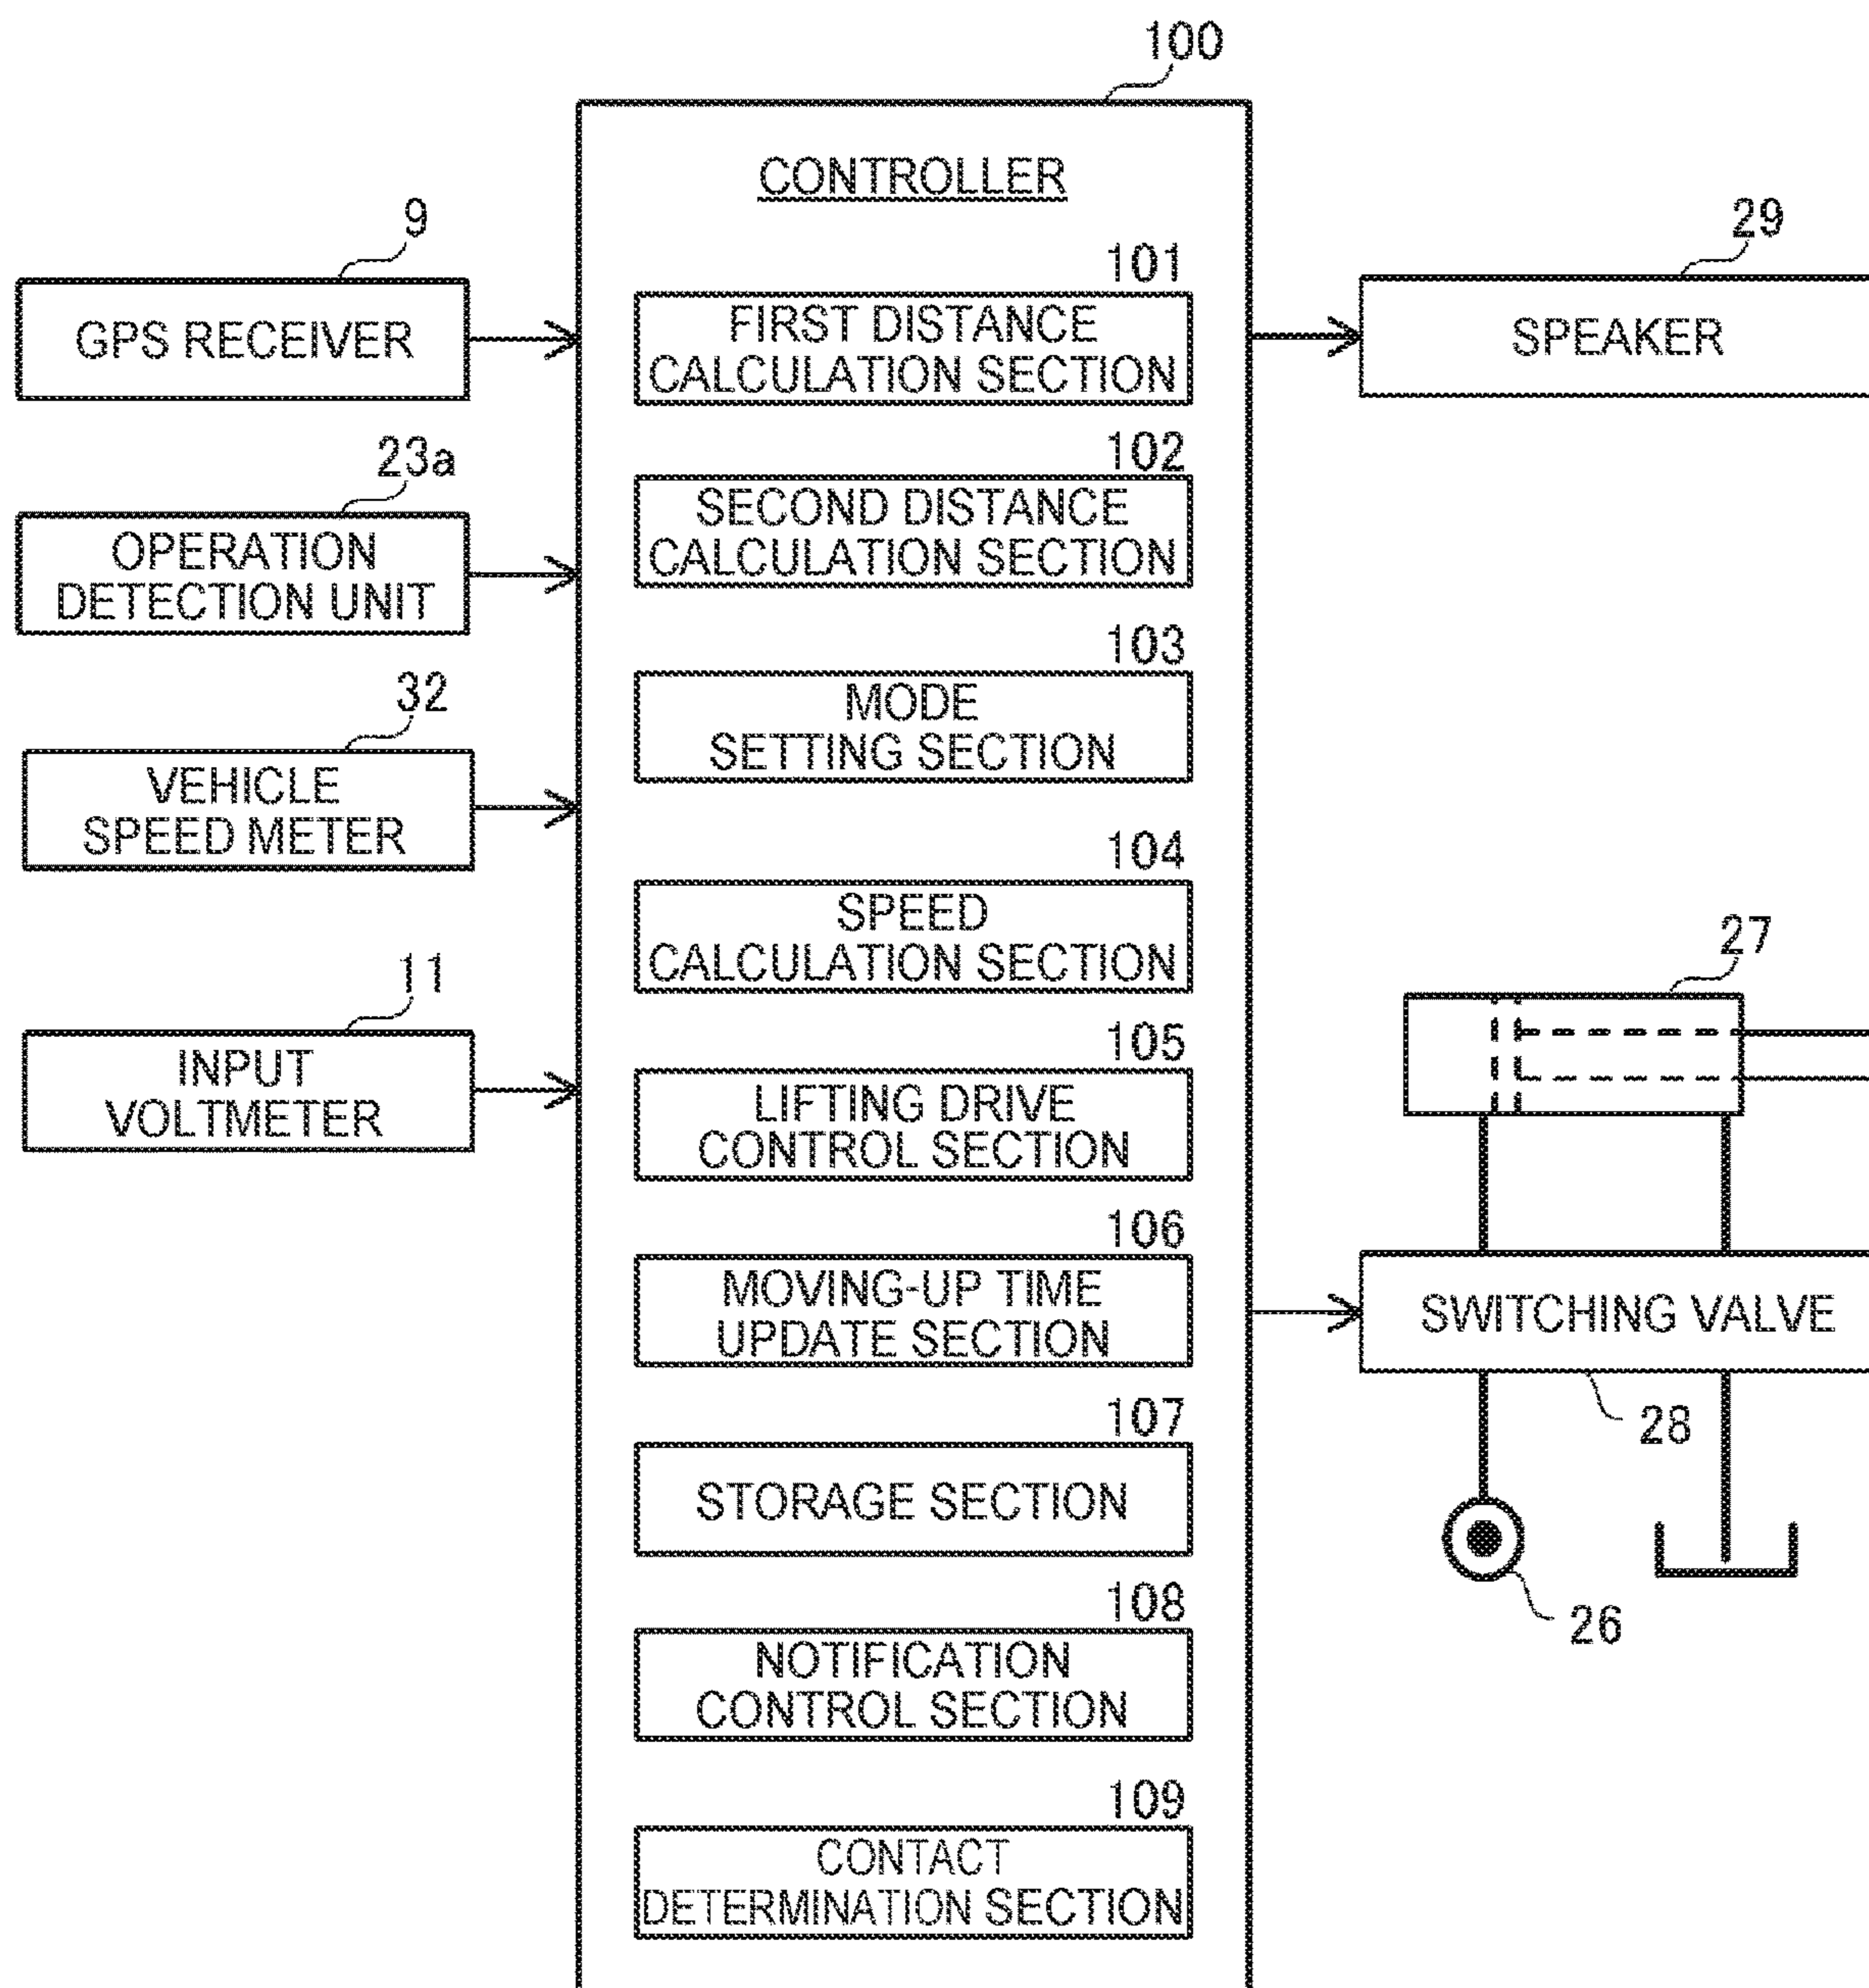 100
CONTROLLER
9
GPS RECEIVER
23a
OPERATION
DETECTION UNIT
32
VEHICLE
SPEED METER
11
INPUT
VOLTMETER
101
FIRST DISTANCE
CALCULATION SECTION
102
SECOND DISTANCE
CALCULATION SECTION
103
MODE
SETTING SECTION
104
SPEED
CALCULATION SECTION
105
LIFTING DRIVE
CONTROL SECTION
106
MOVING-UP TIME
UPDATE SECTION
107
STORAGE SECTION
108
NOTIFICATION
CONTROL SECTION
109
CONTACT
DETERMINATION SECTION
29
SPEAKER
27
SWITCHING VALVE
28
26